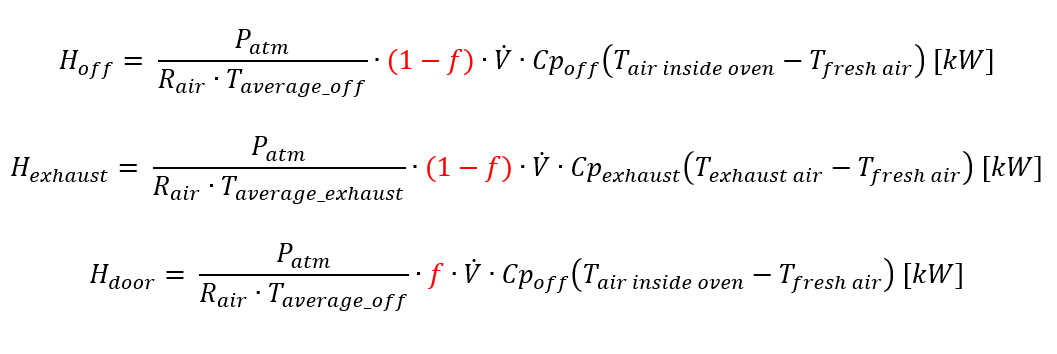 H_off = P_atm / (R_air · T_average_off) · (1 − f) · V̇ · Cp_off(T_air inside oven − T_fresh air) [kW]
H_exhaust = P_atm / (R_air · T_average_exhaust) · (1 − f) · V̇ · Cp_exhaust(T_exhaust air − T_fresh air) [kW]
H_door = P_atm / (R_air · T_average_off) · f · V̇ · Cp_off(T_air inside oven − T_fresh air) [kW]